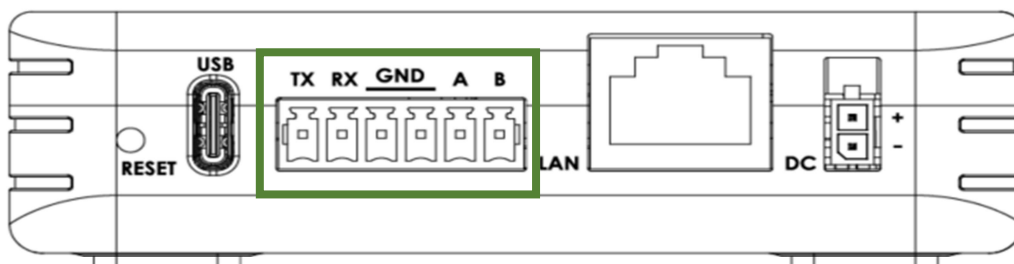 USB
TX RX GND A B
+
-
RESET
LAN
DC